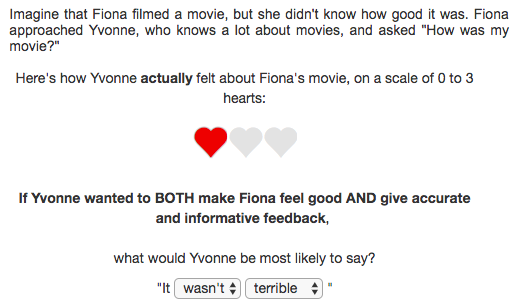 Imagine that Fiona filmed a movie, but she didn't know how good it was. Fiona
approached Yvonne, who knows a lot about movies, and asked "How was my
movie?"
Here's how Yvonne actually felt about Fiona's movie, on a scale of 0 to 3
hearts:
If Yvonne wanted to BOTH make Fiona feel good AND give accurate
and informative feedback,
what would Yvonne be most likely to say?
"It wasn't terrible "